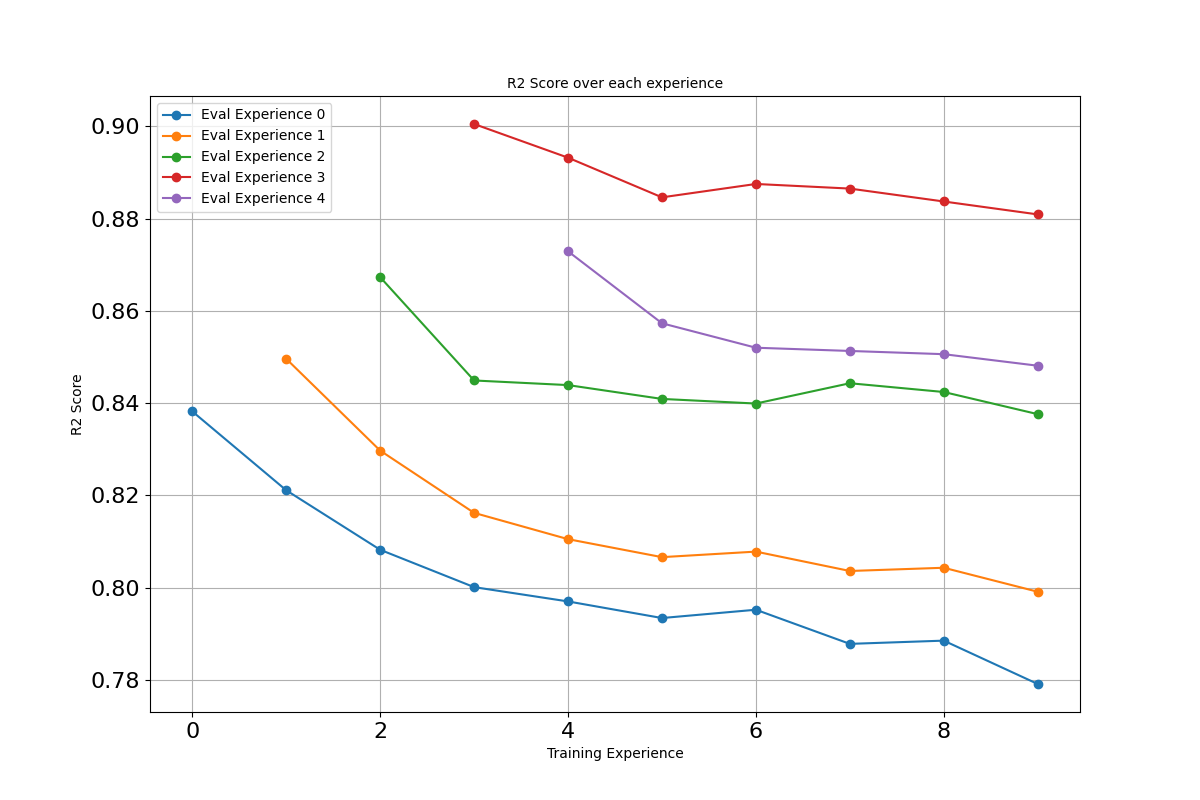 R2 Score over each experience
Eval Experience 0
Eval Experience 1
Eval Experience 2
Eval Experience 3
Eval Experience 4
0.90
0.88
0.86
0.84
0.82
0.80
0.78
R2 Score
0 2 4 6 8
Training Experience